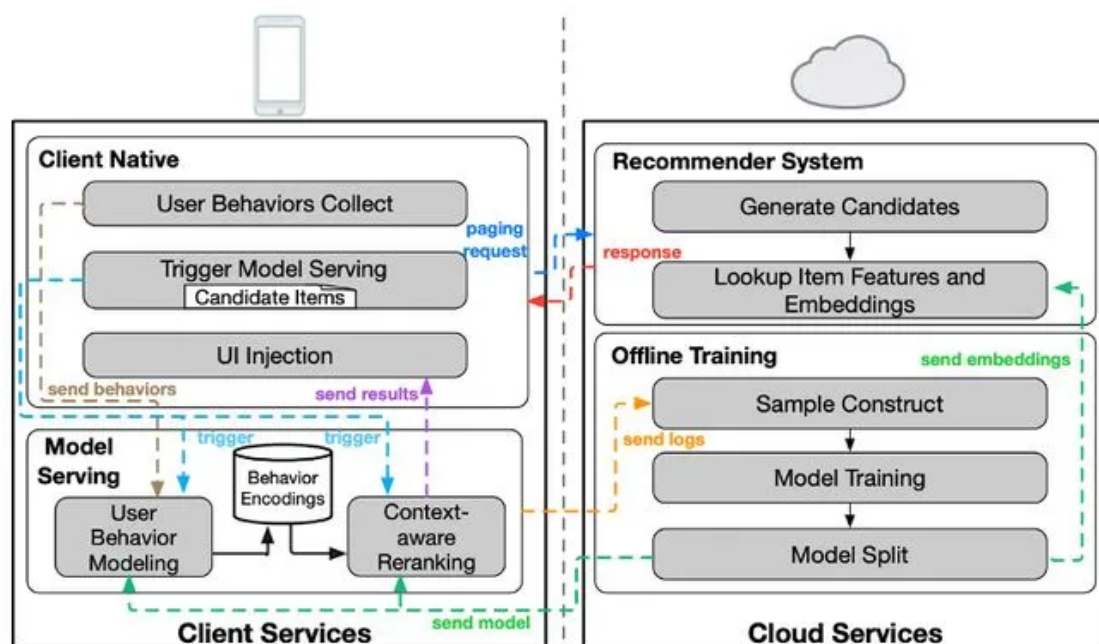 Client Native
User Behaviors Collect
Trigger Model Serving
Candidate Items
UI Injection
send behaviors
send results
paging
request
response
Model
Serving
trigger
trigger
Behavior
Encodings
User
Behavior
Modeling
Context-
aware
Reranking
send logs
send model
Client Services
Recommender System
Generate Candidates
Lookup Item Features and
Embeddings
Offline Training
send embeddings
Sample Construct
Model Training
Model Split
Cloud Services